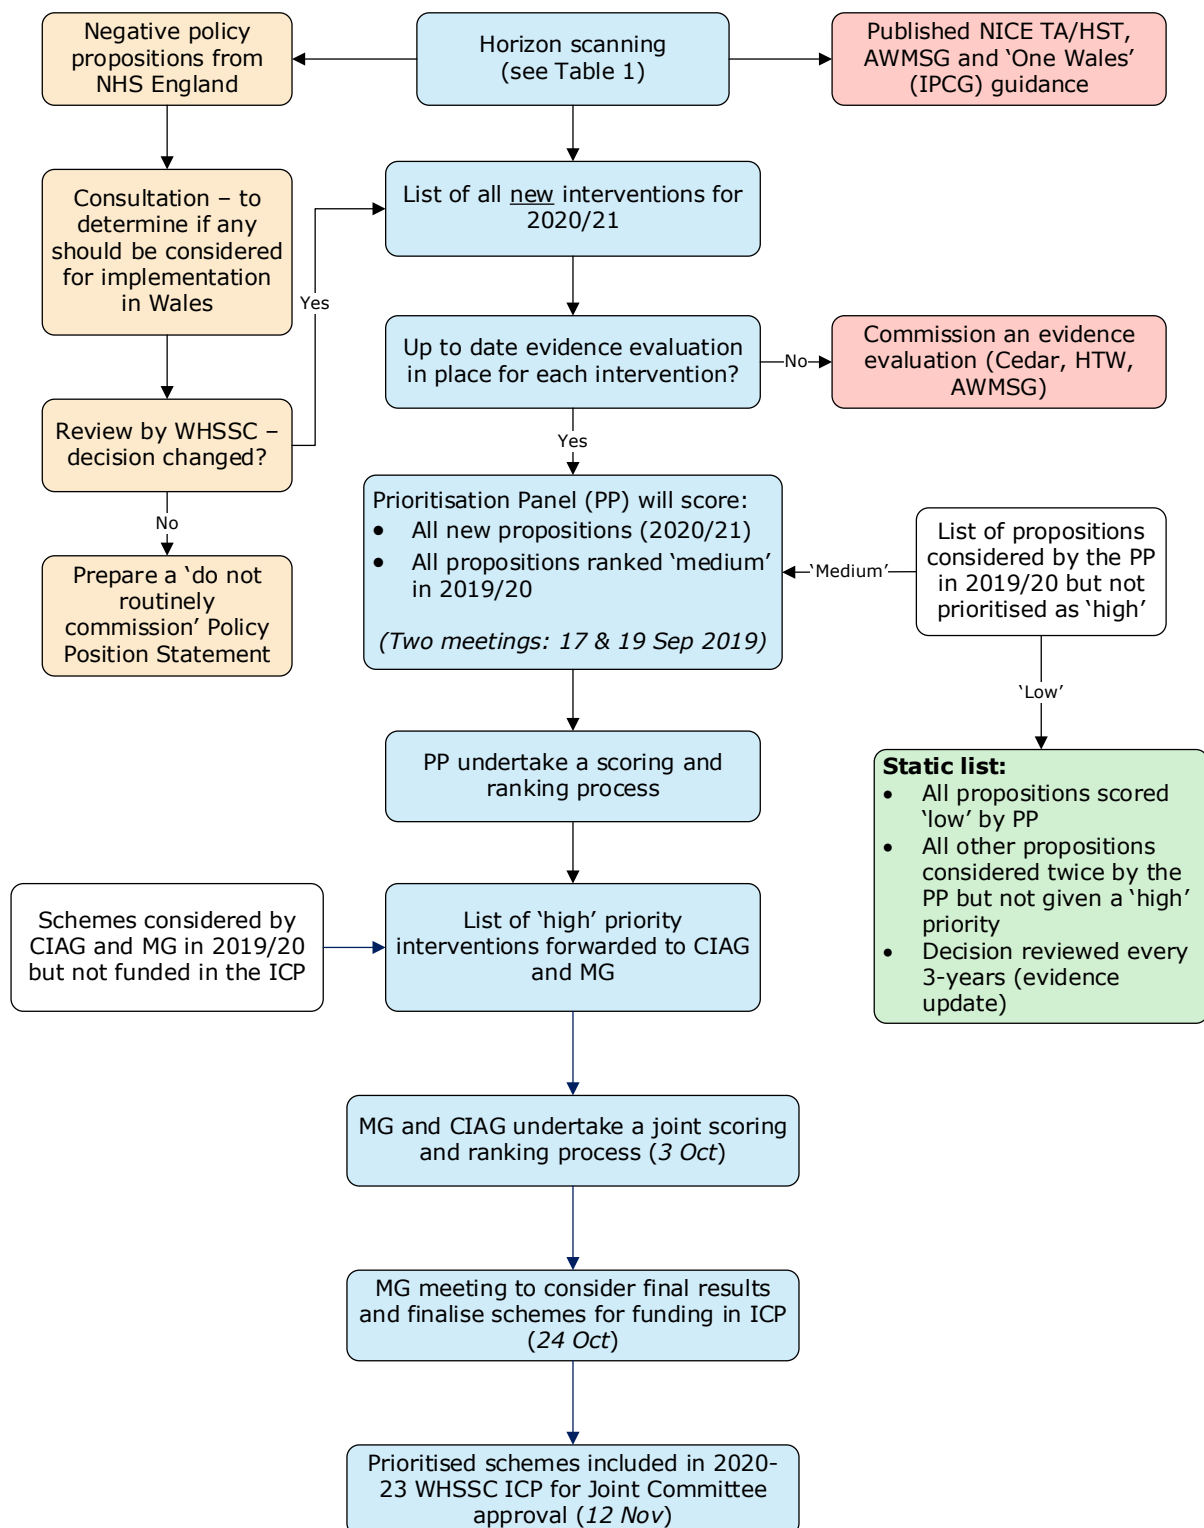 Negative policy
propositions from
NHS England
Horizon scanning
(see Table 1)
Published NICE TA/HST,
AWMSG and ‘One Wales’
(IPCG) guidance
Consultation – to
determine if any
should be considered
for implementation
in Wales
List of all new interventions for
2020/21
Yes
Up to date evidence evaluation
in place for each intervention?
No
Commission an evidence
evaluation (Cedar, HTW,
AWMSG)
Review by WHSSC –
decision changed?
Yes
No
Prepare a ‘do not
routinely
commission’ Policy
Position Statement
Prioritisation Panel (PP) will score:
• All new propositions (2020/21)
• All propositions ranked ‘medium’
in 2019/20
(Two meetings: 17 & 19 Sep 2019)
‘Medium’
List of propositions
considered by the PP
in 2019/20 but not
prioritised as ‘high’
‘Low’
PP undertake a scoring and
ranking process
Static list:
• All propositions scored
‘low’ by PP
• All other propositions
considered twice by the
PP but not given a ‘high’
priority
• Decision reviewed every
3-years (evidence
update)
Schemes considered by
CIAG and MG in 2019/20
but not funded in the ICP
List of ‘high’ priority
interventions forwarded to CIAG
and MG
MG and CIAG undertake a joint scoring
and ranking process (3 Oct)
MG meeting to consider final results
and finalise schemes for funding in ICP
(24 Oct)
Prioritised schemes included in 2020-
23 WHSSC ICP for Joint Committee
approval (12 Nov)